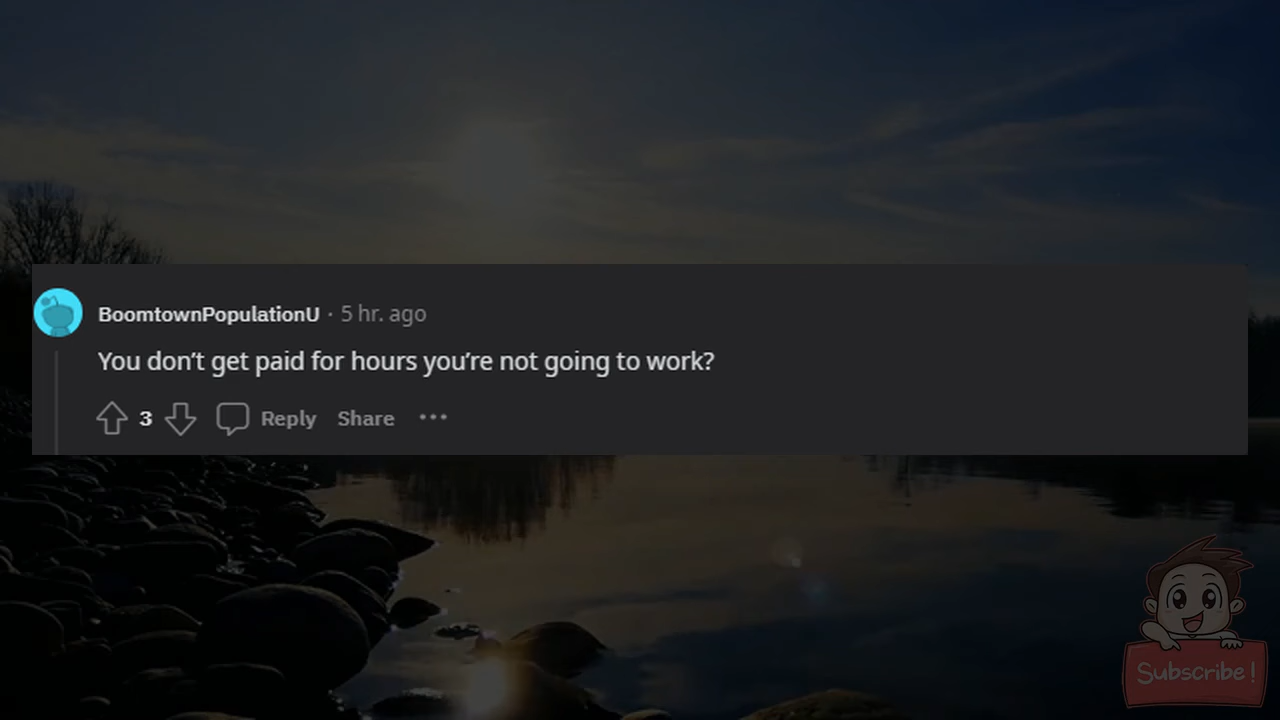 BoomtownPopulationU · 5 hr. ago
You don’t get paid for hours you’re not going to work?
3 Reply Share ···
Subscribe!